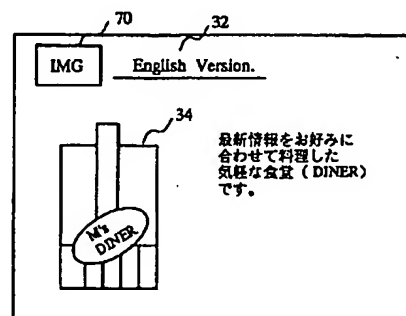 70
32
IMG
English Version.
34
最新情報をお好みに
合わせて料理した
気軽な食堂（DINER）
です。
M's
DINER